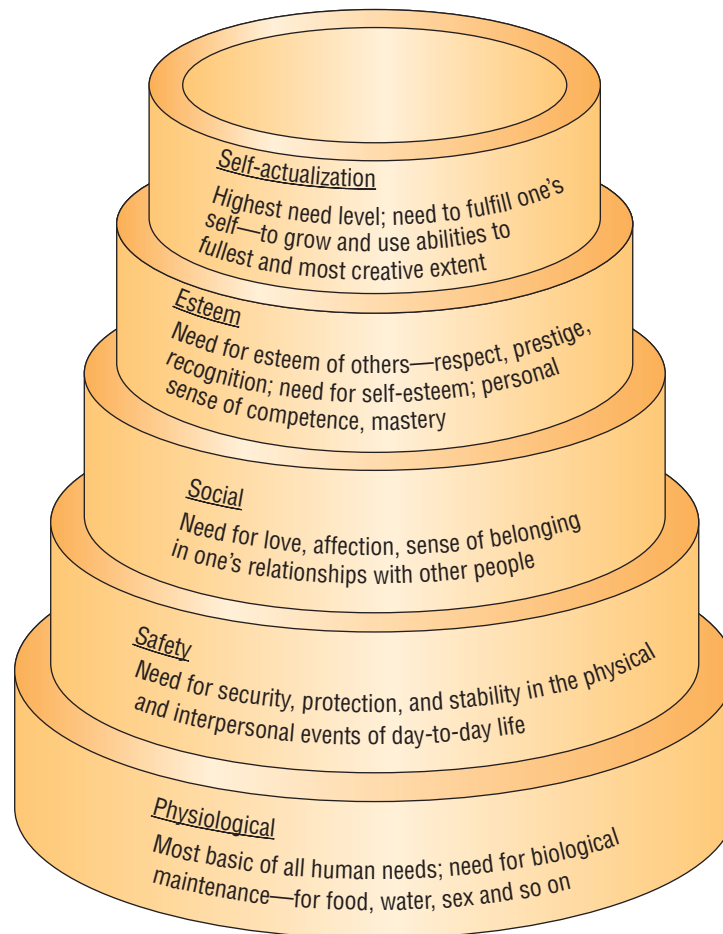 Self-actualization
Highest need level; need to fulfill one's
self—to grow and use abilities to
fullest and most creative extent
Esteem
Need for esteem of others—respect, prestige,
recognition; need for self-esteem; personal
sense of competence, mastery
Social
Need for love, affection, sense of belonging
in one's relationships with other people
Safety
Need for security, protection, and stability in the physical
and interpersonal events of day-to-day life
Physiological
Most basic of all human needs; need for biological
maintenance—for food, water, sex and so on